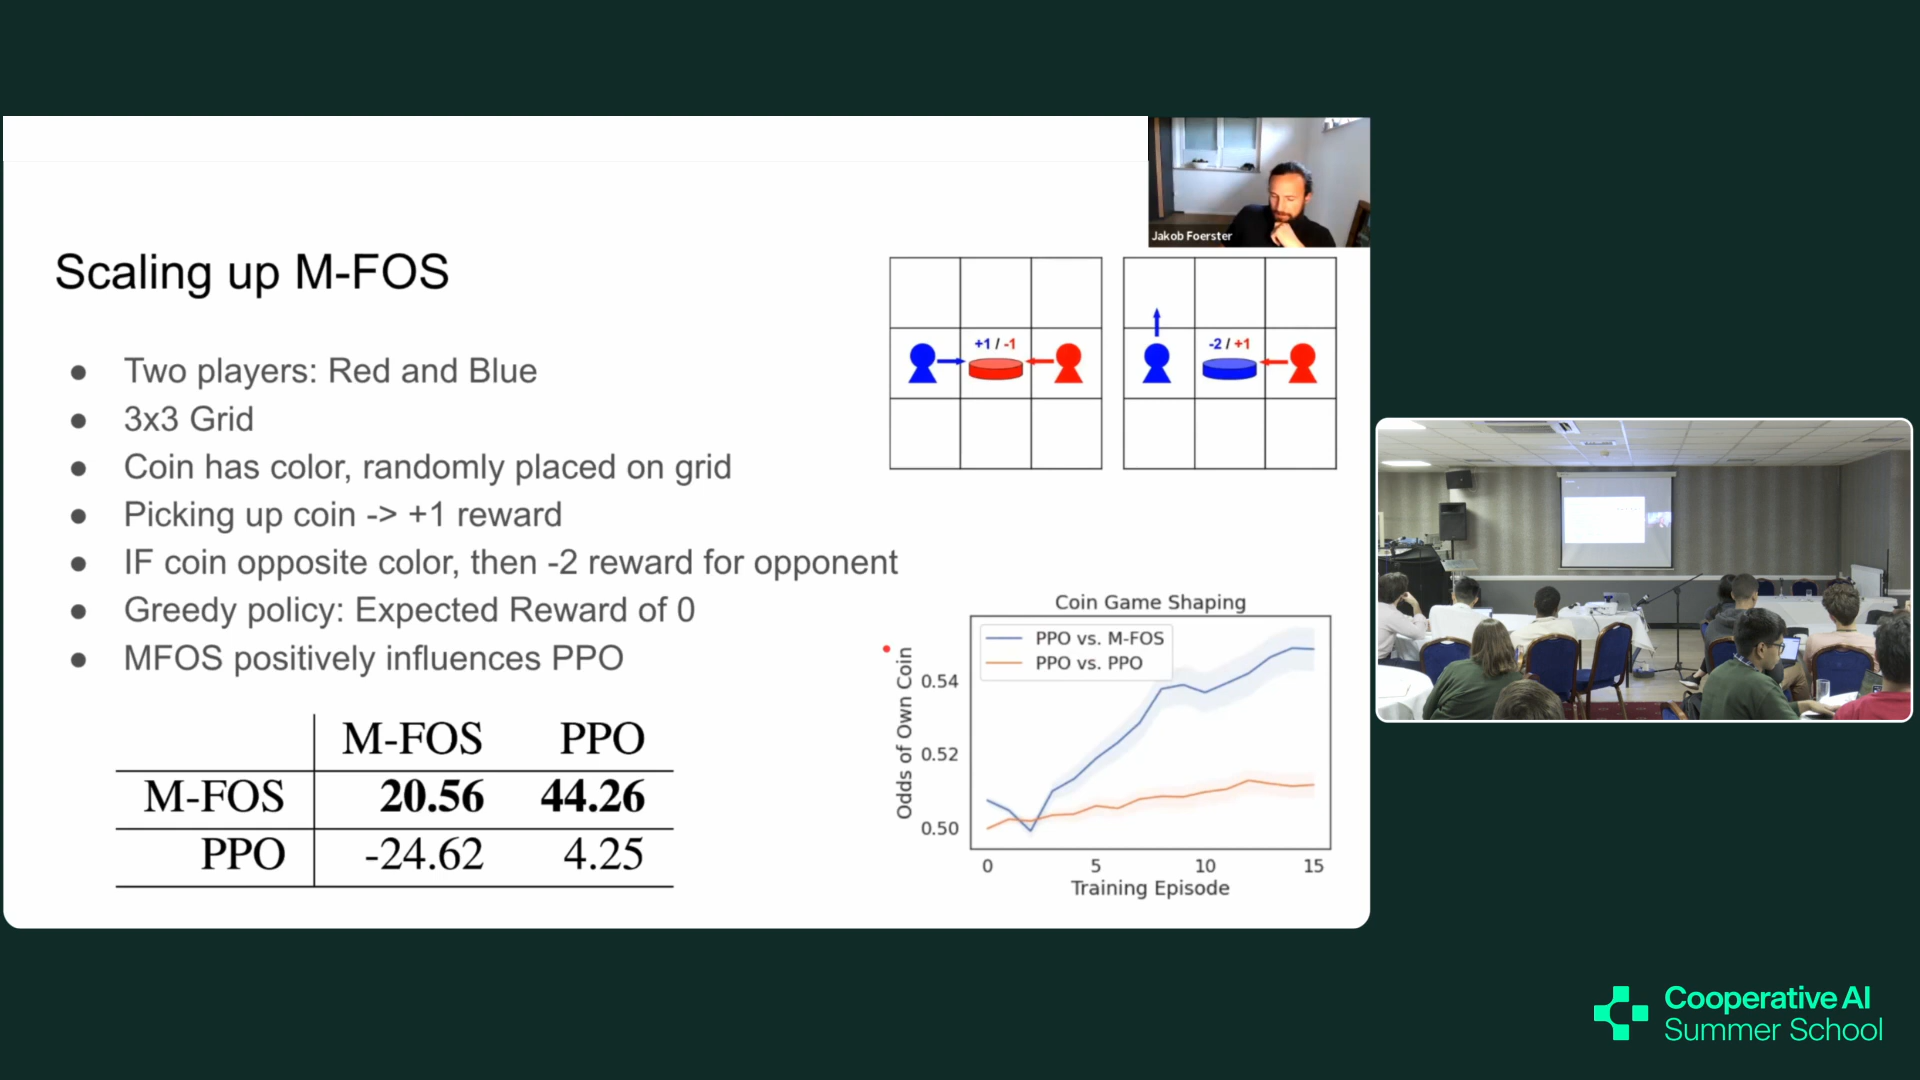 Jakob Foerster
Scaling up M-FOS
● Two players: Red and Blue
● 3x3 Grid
● Coin has color, randomly placed on grid
● Picking up coin -> +1 reward
● IF coin opposite color, then -2 reward for opponent
● Greedy policy: Expected Reward of 0
● MFOS positively influences PPO
+1 / -1
-2 / +1
M-FOS PPO
M-FOS 20.56 44.26
PPO -24.62 4.25
Coin Game Shaping
PPO vs. M-FOS
PPO vs. PPO
Odds of Own Coin
0.54
0.52
0.50
0 5 10 15
Training Episode
Cooperative AI
Summer School